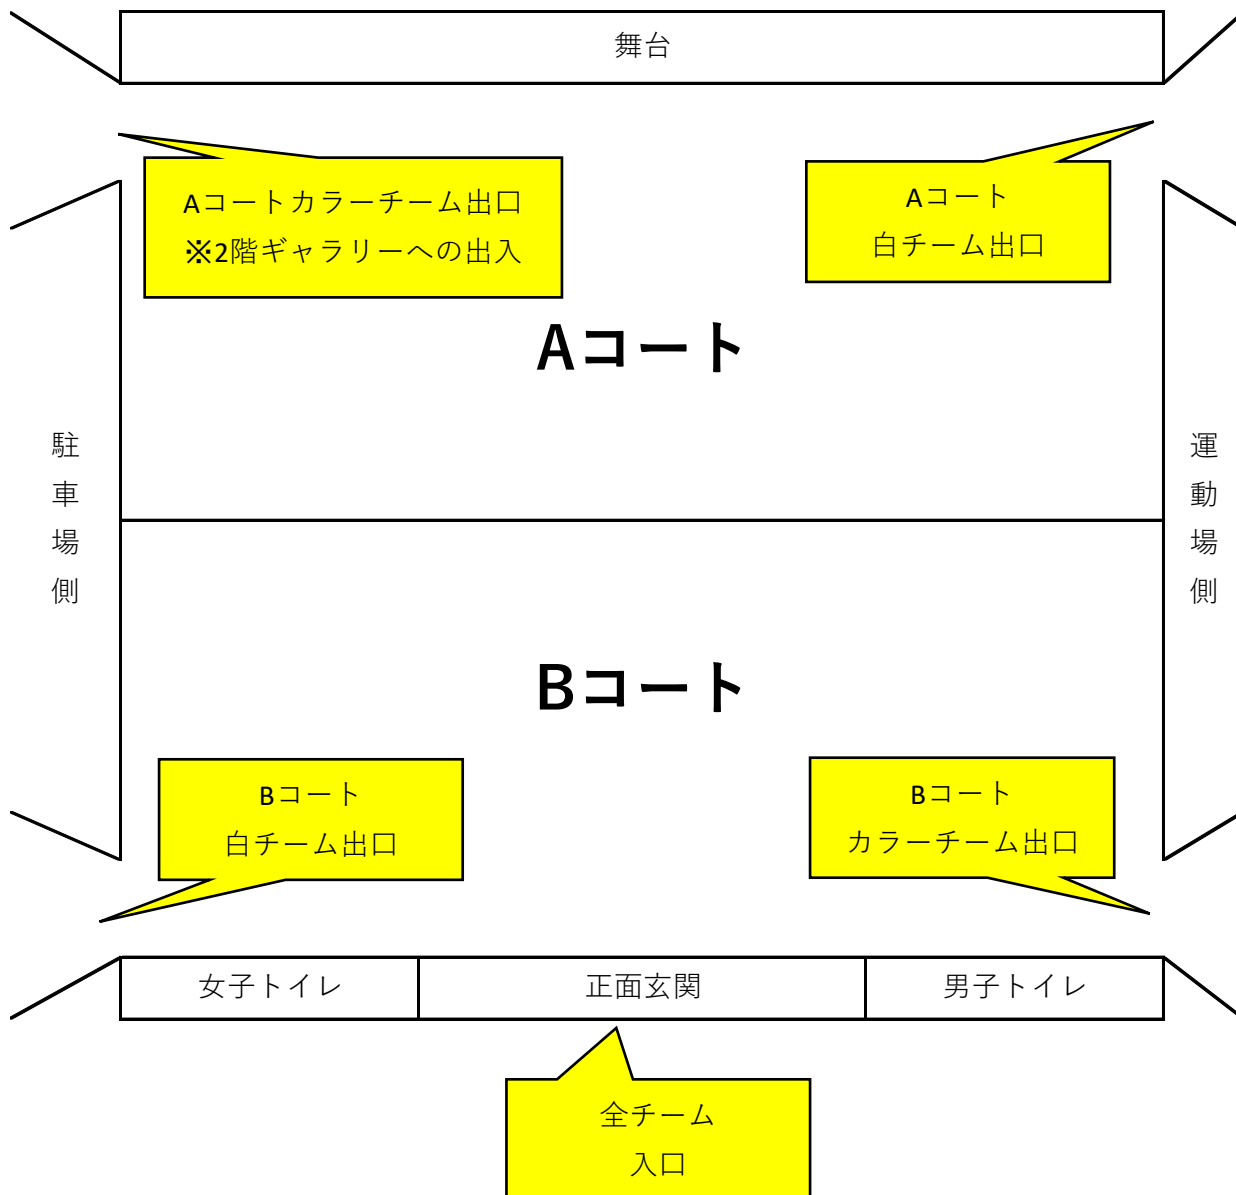 舞台
Aコートカラーチーム出口
※2階ギャラリーへの出入
Aコート
白チーム出口
Aコート
駐車場側
運動場側
Bコート
Bコート
白チーム出口
Bコート
カラーチーム出口
女子トイレ
正面玄関
男子トイレ
全チーム
入口